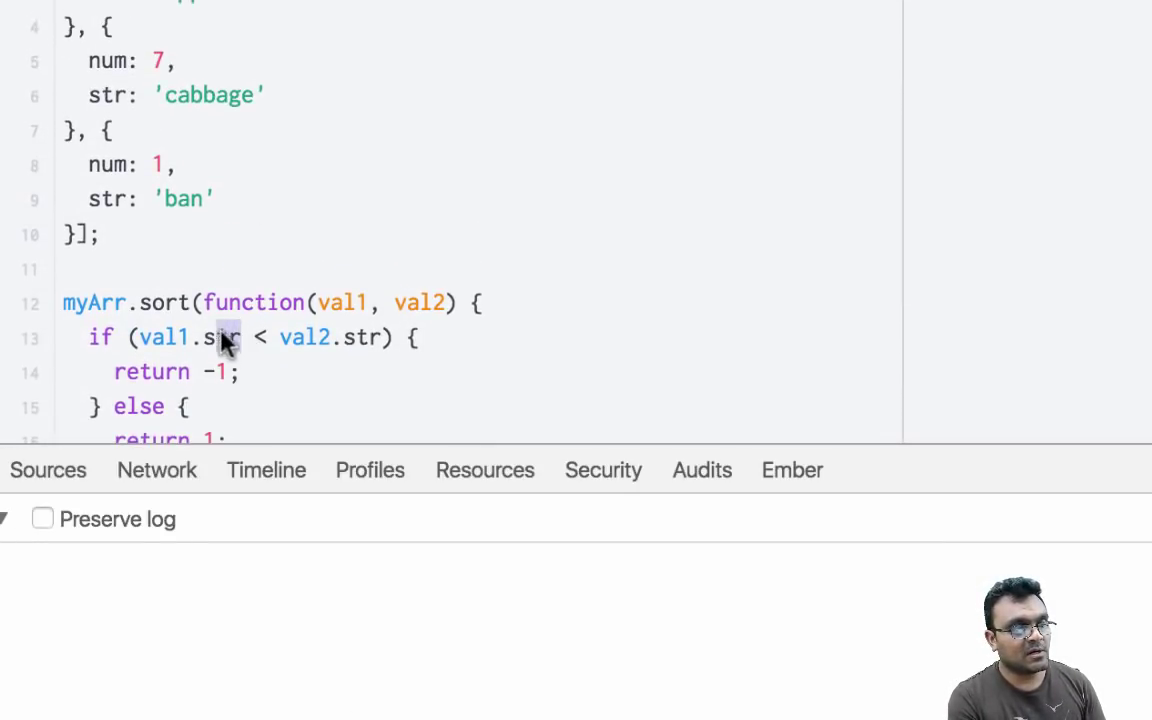 4 }, {
5 num: 7,
6 str: 'cabbage'
7 }, {
8 num: 1,
9 str: 'ban'
10 }];
11
12 myArr.sort(function(val1, val2) {
13 if (val1.str < val2.str) {
14 return -1;
15 } else {
return 1;
Sources Network Timeline Profiles Resources Security Audits Ember
Preserve log